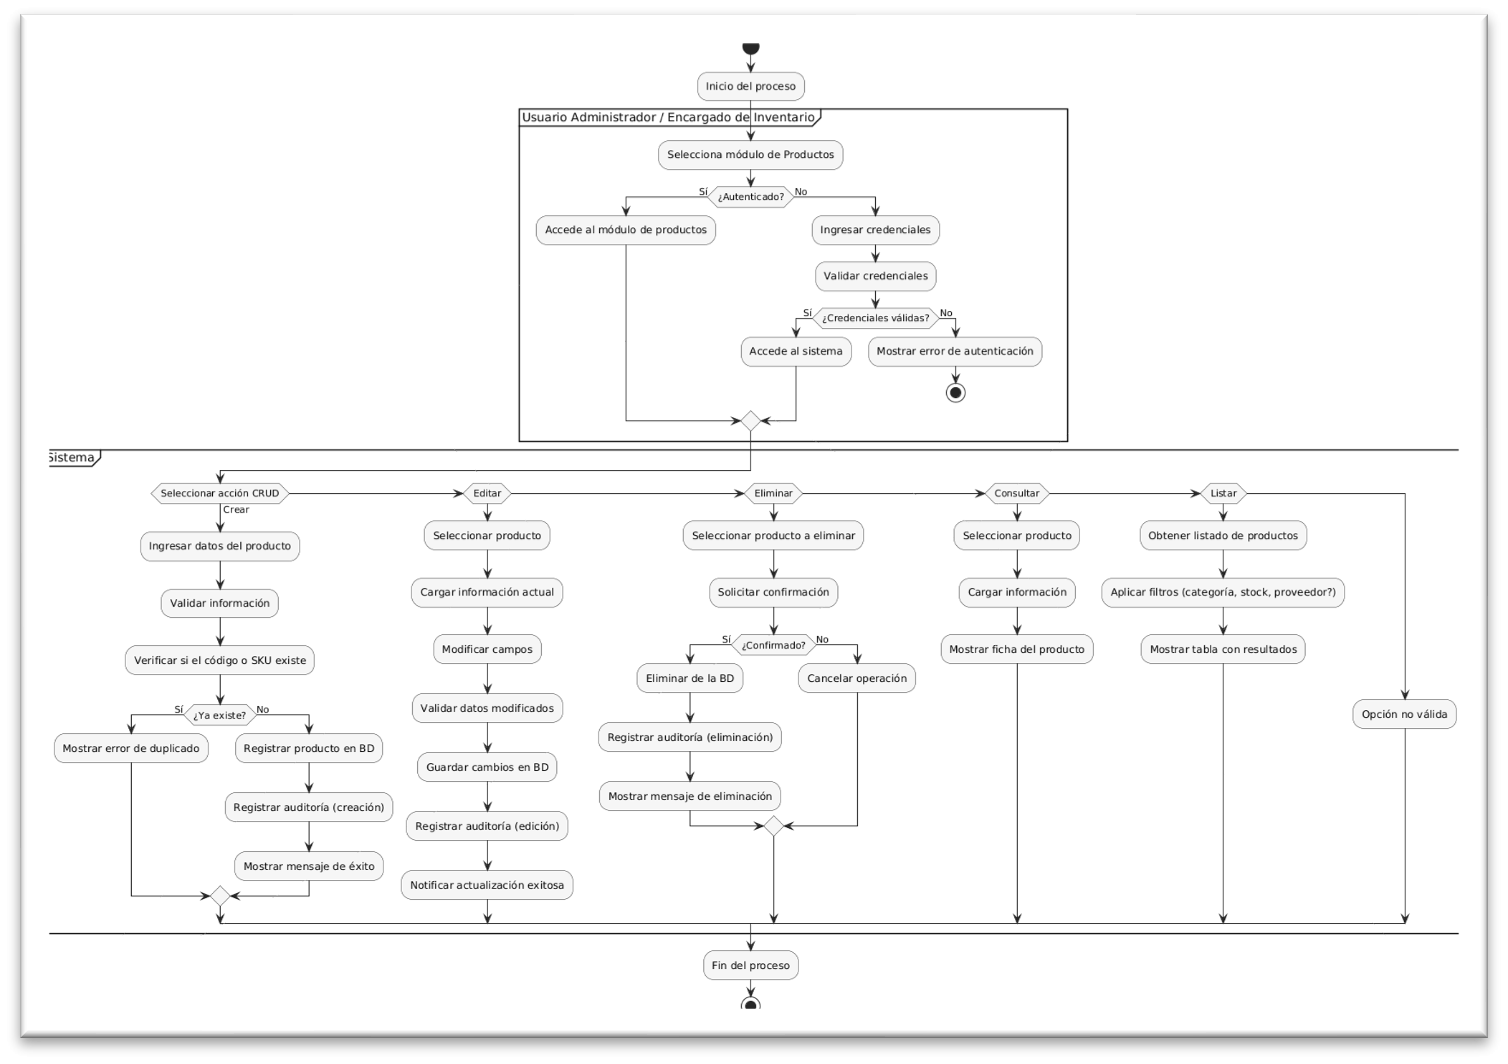 Inicio del proceso
Usuario Administrador / Encargado de Inventario
Selecciona módulo de Productos
Sí
¿Autenticado?
No
Accede al módulo de productos
Ingresar credenciales
Validar credenciales
Sí
¿Credenciales válidas?
No
Accede al sistema
Mostrar error de autenticación
Sistema
Seleccionar acción CRUD
Crear
Ingresar datos del producto
Validar información
Verificar si el código o SKU existe
Sí
¿Ya existe?
No
Mostrar error de duplicado
Registrar producto en BD
Registrar auditoría (creación)
Mostrar mensaje de éxito
Editar
Seleccionar producto
Cargar información actual
Modificar campos
Validar datos modificados
Guardar cambios en BD
Registrar auditoría (edición)
Notificar actualización exitosa
Eliminar
Seleccionar producto a eliminar
Solicitar confirmación
Sí
¿Confirmado?
No
Eliminar de la BD
Cancelar operación
Registrar auditoría (eliminación)
Mostrar mensaje de eliminación
Consultar
Seleccionar producto
Cargar información
Mostrar ficha del producto
Listar
Obtener listado de productos
Aplicar filtros (categoría, stock, proveedor?)
Mostrar tabla con resultados
Opción no válida
Fin del proceso